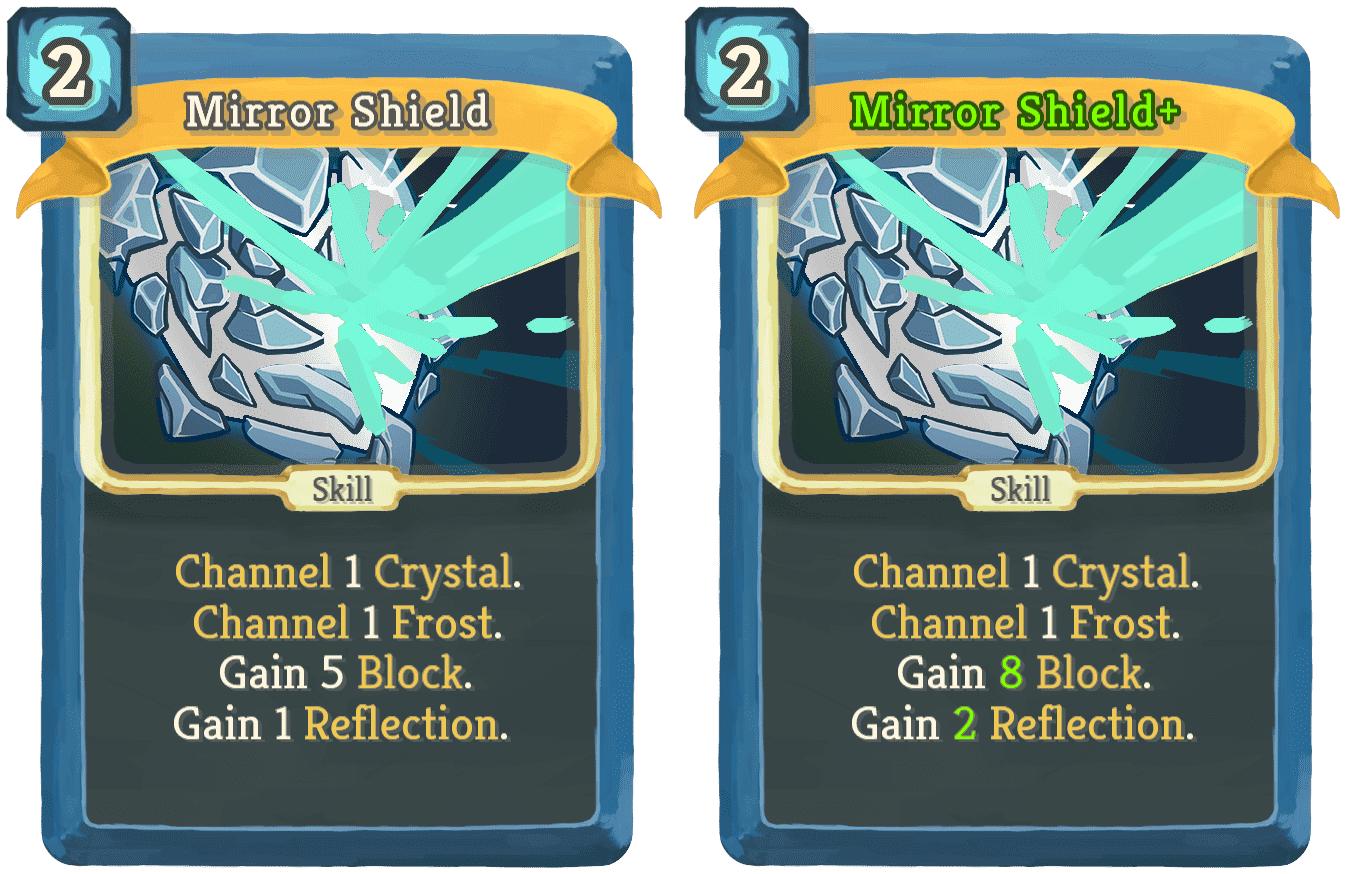 2
Mirror Shield
Skill
Channel 1 Crystal.
Channel 1 Frost.
Gain 5 Block.
Gain 1 Reflection.
2
Mirror Shield+
Skill
Channel 1 Crystal.
Channel 1 Frost.
Gain 8 Block.
Gain 2 Reflection.